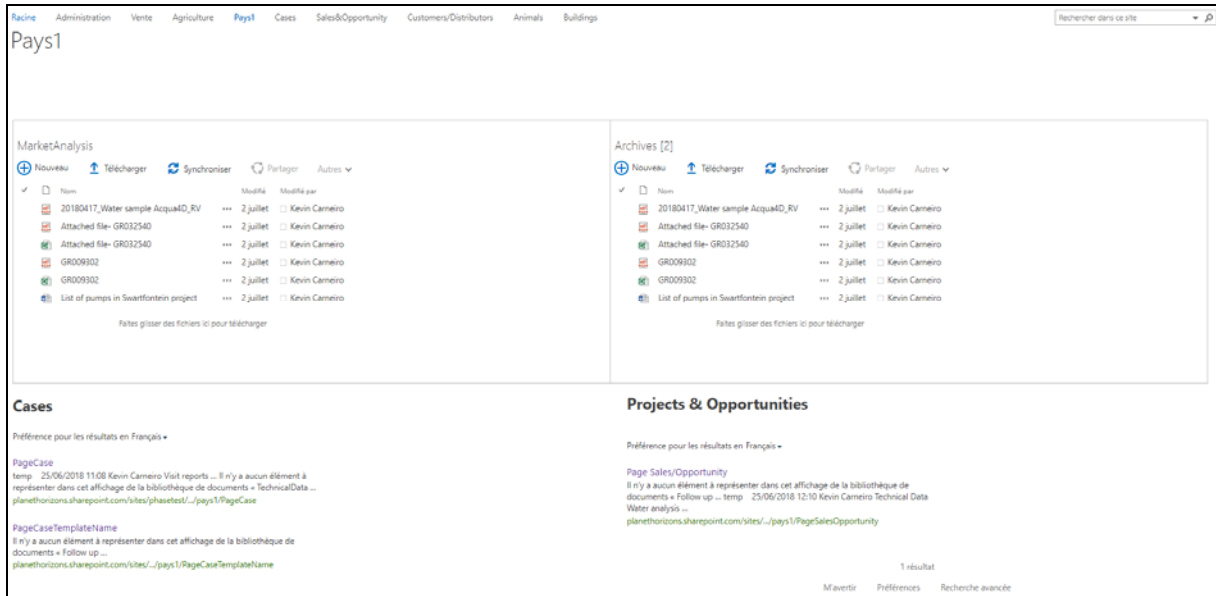 Racine Administration Vente Agriculture Pays1 Cases Sales&Opportunity Customers/Distributors Animals Buildings Rechercher dans ce site
Pays1
MarketAnalysis
Nouveau Télécharger Synchroniser Partager Autres
Nom Modifié Modifié par
20180417_Water sample Acqua4D_RV ... 2 juillet Kevin Carneiro
Attached file- GR032540 ... 2 juillet Kevin Carneiro
Attached file- GR032540 ... 2 juillet Kevin Carneiro
GR009302 ... 2 juillet Kevin Carneiro
GR009302 ... 2 juillet Kevin Carneiro
List of pumps in Swartfontein project ... 2 juillet Kevin Carneiro
Faites glisser des fichiers ici pour télécharger
Archives [2]
Nouveau Télécharger Synchroniser Partager Autres
Nom Modifié Modifié par
20180417_Water sample Acqua4D_RV ... 2 juillet Kevin Carneiro
Attached file- GR032540 ... 2 juillet Kevin Carneiro
Attached file- GR032540 ... 2 juillet Kevin Carneiro
GR009302 ... 2 juillet Kevin Carneiro
GR009302 ... 2 juillet Kevin Carneiro
List of pumps in Swartfontein project ... 2 juillet Kevin Carneiro
Faites glisser des fichiers ici pour télécharger
Cases
Préférence pour les résultats en Français
PageCase
temp 25/06/2018 11:08 Kevin Carneiro Visit reports ... Il n'y a aucun élément à
représenter dans cet affichage de la bibliothèque de documents « TechnicalData ...
planethorizons.sharepoint.com/sites/phasetest/.../pays1/PageCase
PageCaseTemplateName
Il n'y a aucun élément à représenter dans cet affichage de la bibliothèque de
documents « Follow up ...
planethorizons.sharepoint.com/sites/.../pays1/PageCaseTemplateName
Projects & Opportunities
Préférence pour les résultats en Français
Page Sales/Opportunity
Il n'y a aucun élément à représenter dans cet affichage de la bibliothèque de
documents « Follow up ... temp 25/06/2018 12:10 Kevin Carneiro Technical Data
Water analysis ...
planethorizons.sharepoint.com/sites/.../pays1/PageSalesOpportunity
1 résultat
M'avertir Préférences Recherche avancée